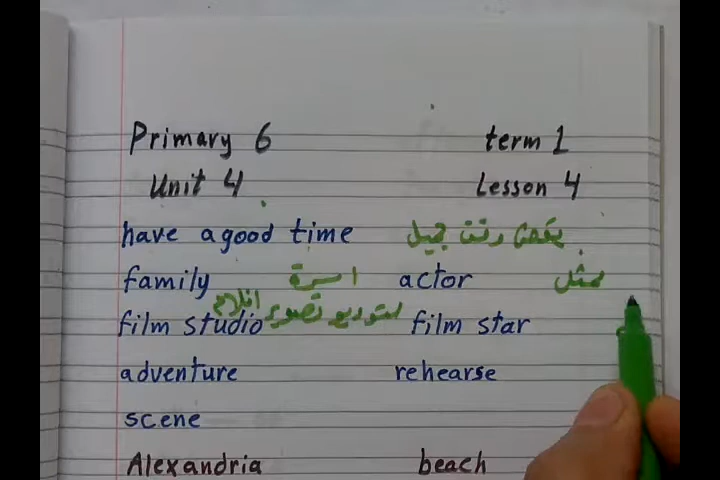 Primary 6 term 1
Unit 4 Lesson 4
have a good time يقضى وقت جميل
family اسرة actor ممثل
film studio استوديو تصوير افلام film star
adventure rehearse
scene
Alexandria beach